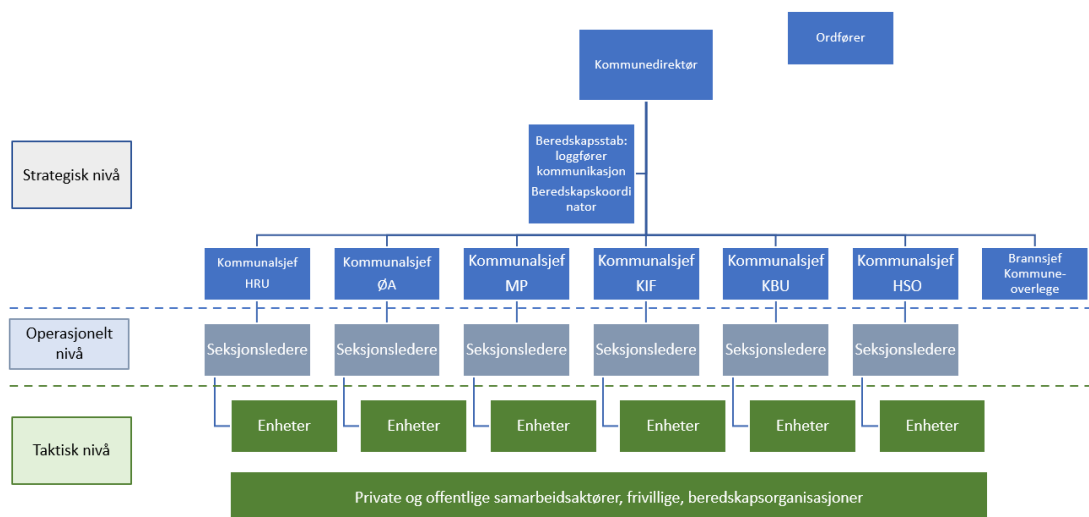 Ordfører
Kommunedirektør
Beredskapsstab:
loggfører
kommunikasjon
Beredskapskoordi
nator
Strategisk nivå
Kommunalsjef
HRU
Kommunalsjef
ØA
Kommunalsjef
MP
Kommunalsjef
KIF
Kommunalsjef
KBU
Kommunalsjef
HSO
Brannsjef
Kommune-
overlege
Operasjonelt
nivå
Seksjonsledere
Seksjonsledere
Seksjonsledere
Seksjonsledere
Seksjonsledere
Seksjonsledere
Taktisk nivå
Enheter
Enheter
Enheter
Enheter
Enheter
Enheter
Private og offentlige samarbeidsaktører, frivillige, beredskapsorganisasjoner